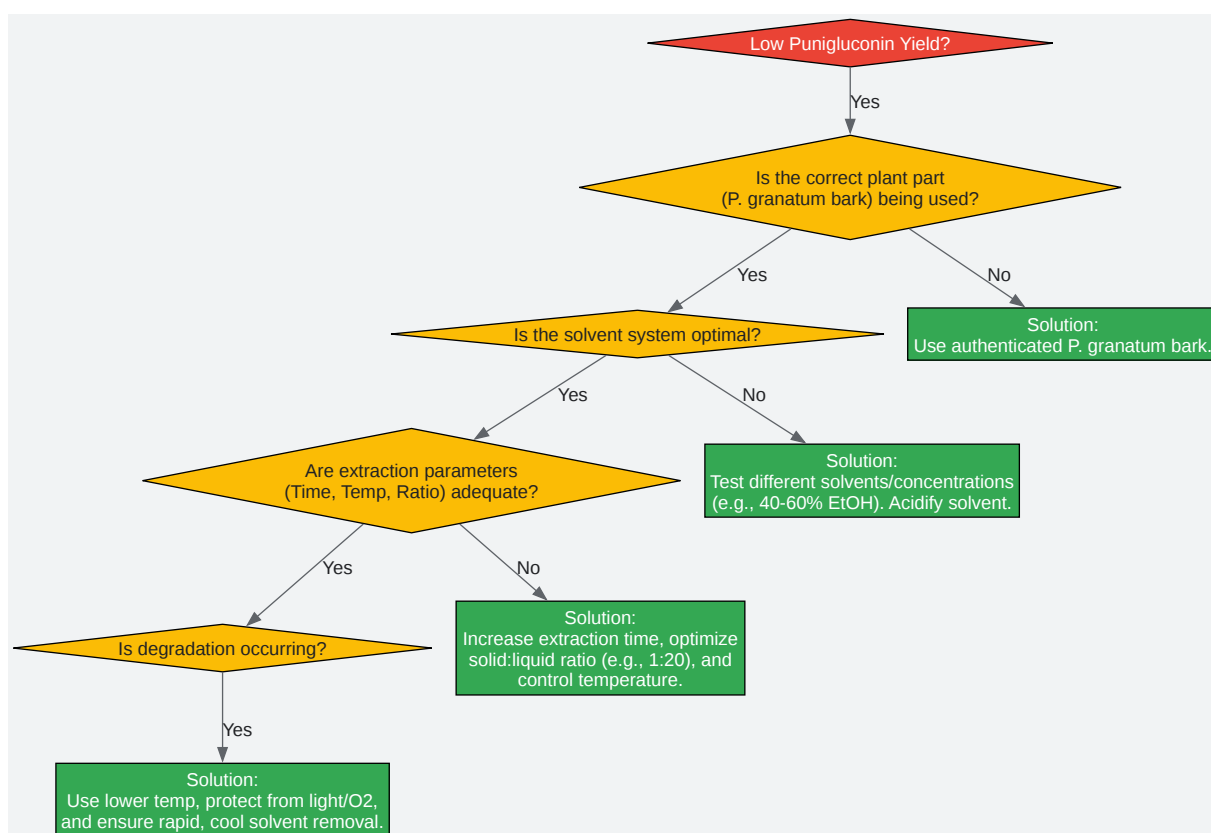 Low Punigluconin Yield?
Yes
Is the correct plant part
(P. granatum bark) being used?
Yes
No
Solution:
Use authenticated P. granatum bark.
Is the solvent system optimal?
Yes
No
Solution:
Test different solvents/concentrations
(e.g., 40-60% EtOH). Acidify solvent.
Are extraction parameters
(Time, Temp, Ratio) adequate?
Yes
No
Solution:
Increase extraction time, optimize
solid:liquid ratio (e.g., 1:20), and
control temperature.
Is degradation occurring?
Yes
Solution:
Use lower temp, protect from light/O2,
and ensure rapid, cool solvent removal.